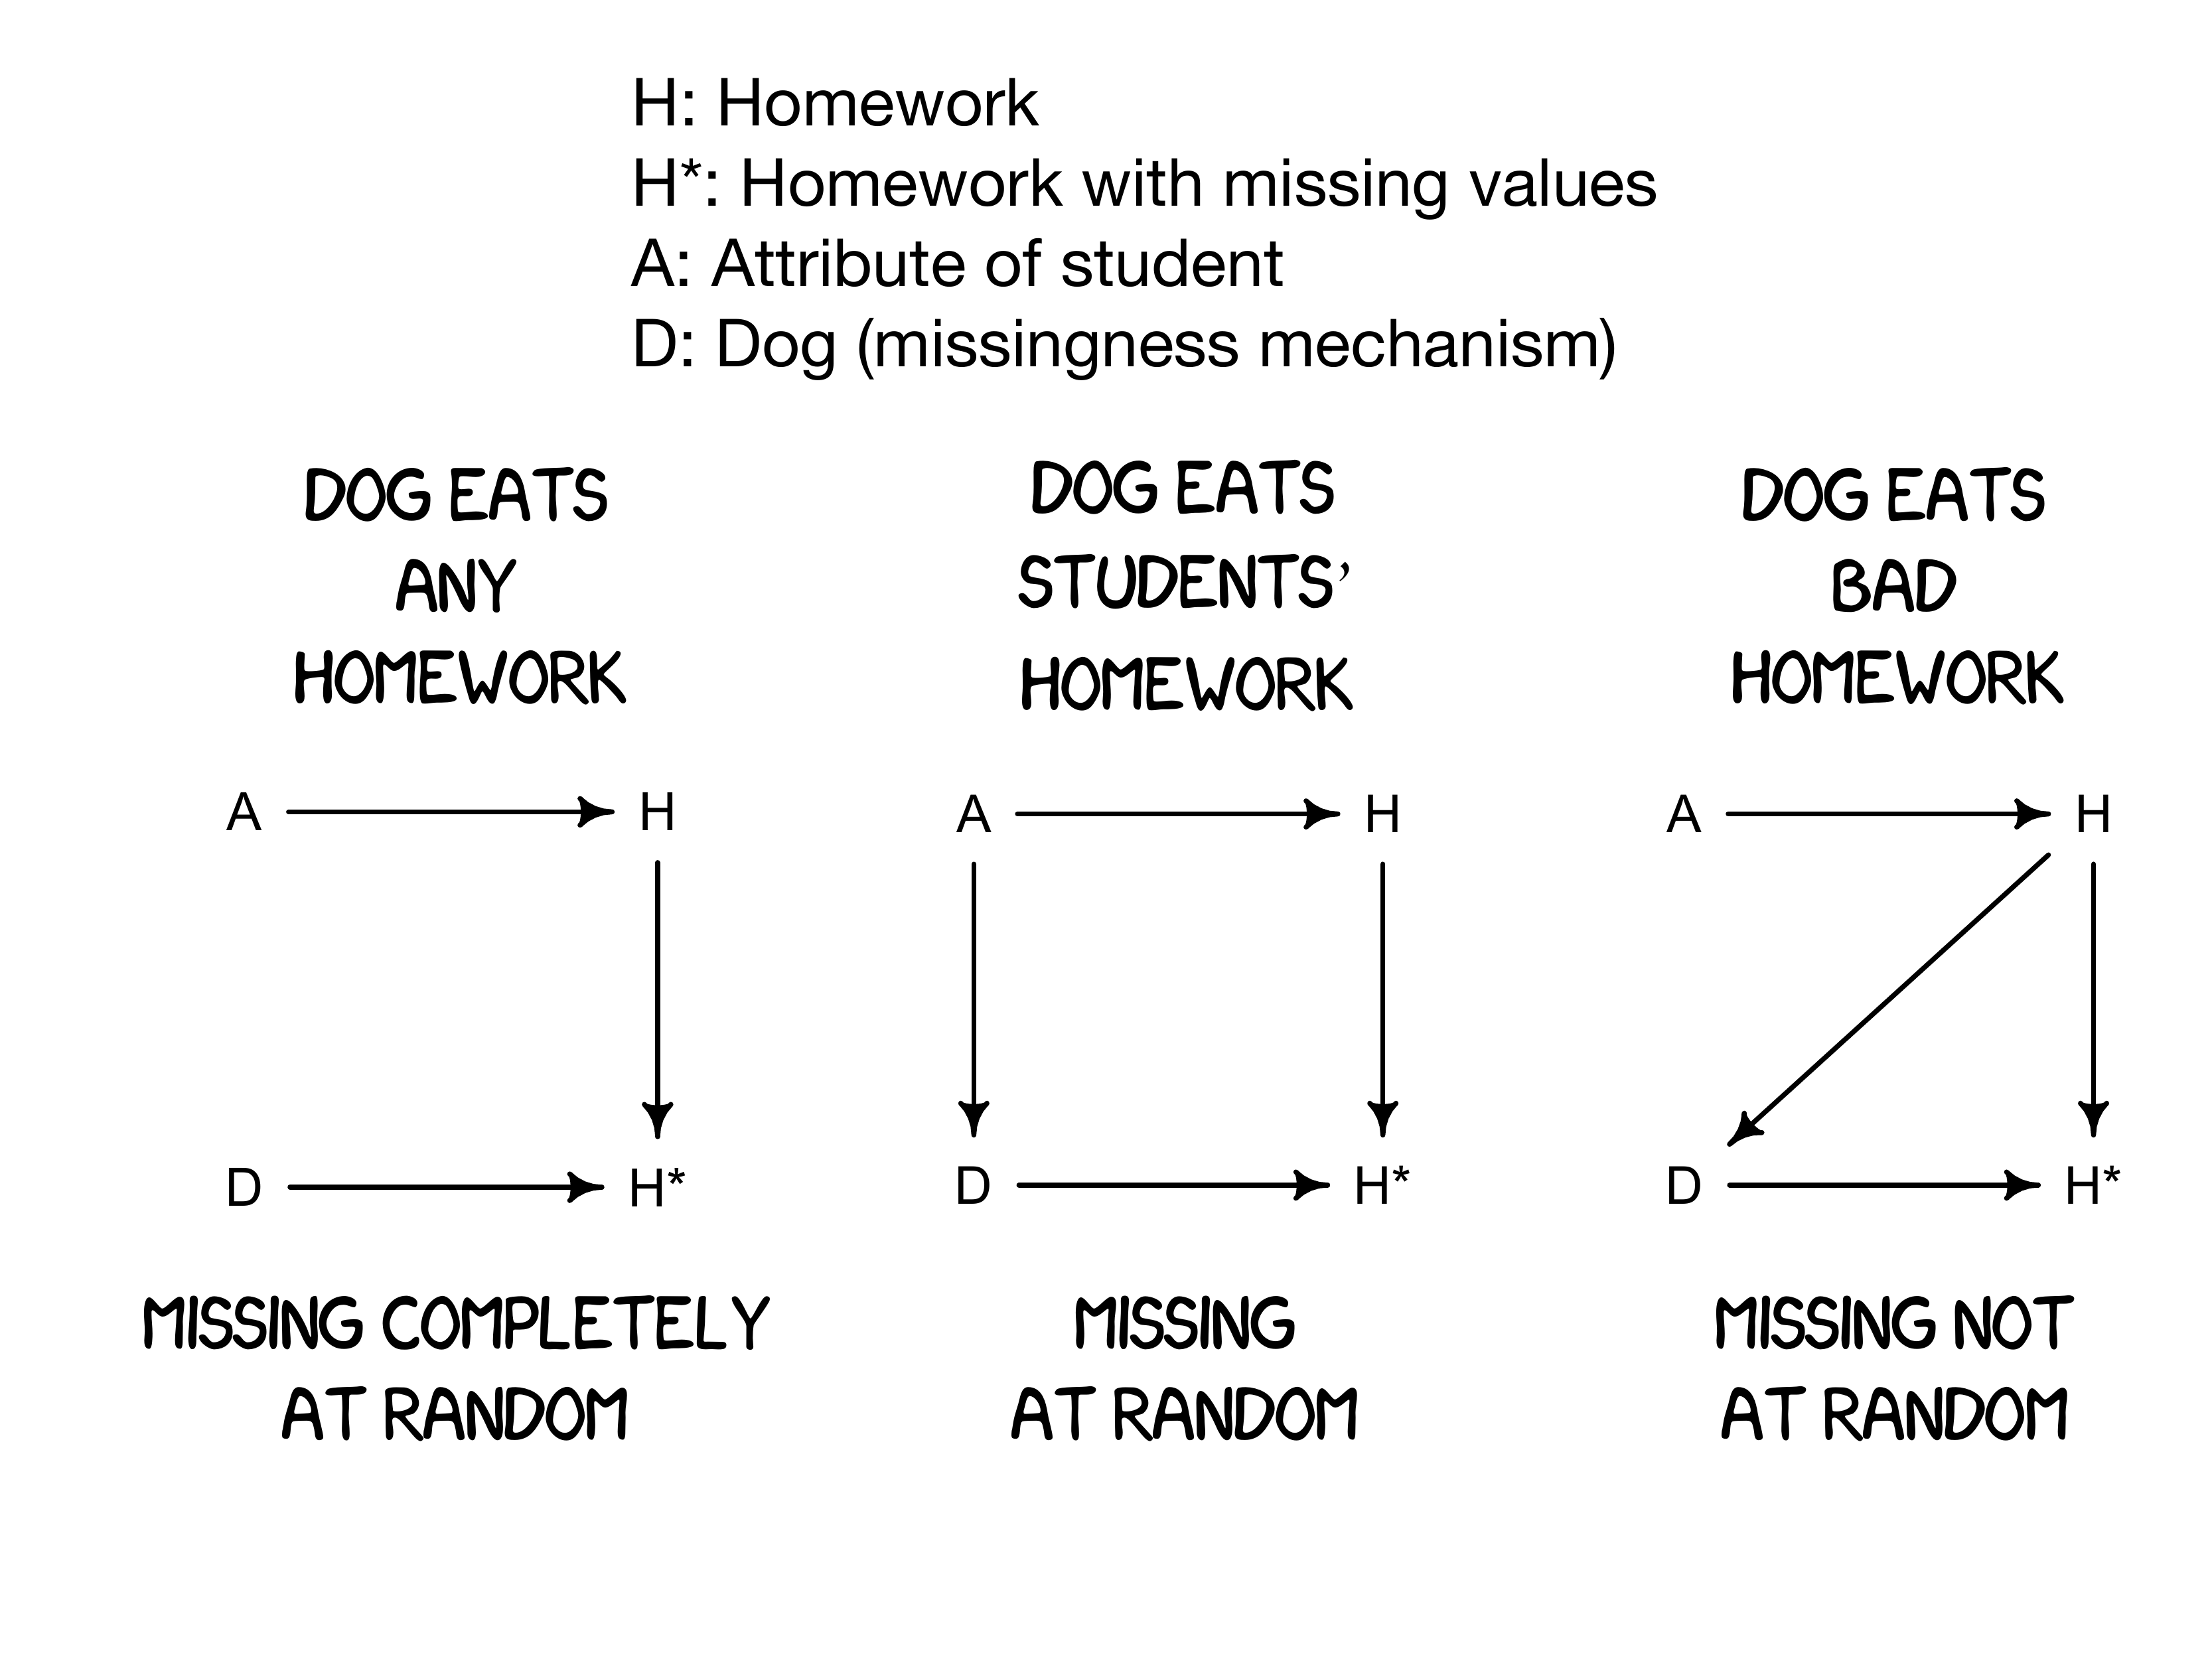 H: Homework
H*: Homework with missing values
A: Attribute of student
D: Dog (missingness mechanism)
DOG EATS
ANY
HOMEWORK
A H
D H*
MISSING COMPLETELY
AT RANDOM
DOG EATS
STUDENTS’
HOMEWORK
A H
D H*
MISSING
AT RANDOM
DOG EATS
BAD
HOMEWORK
A H
D H*
MISSING NOT
AT RANDOM